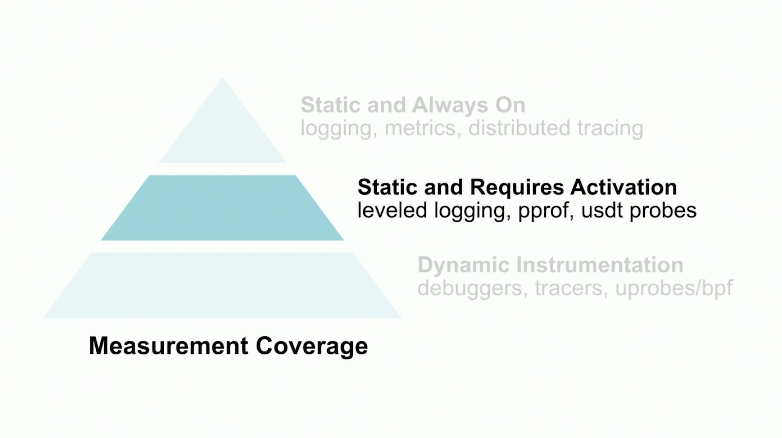 Static and Always On
logging, metrics, distributed tracing
Static and Requires Activation
leveled logging, pprof, usdt probes
Dynamic Instrumentation
debuggers, tracers, uprobes/bpf
Measurement Coverage